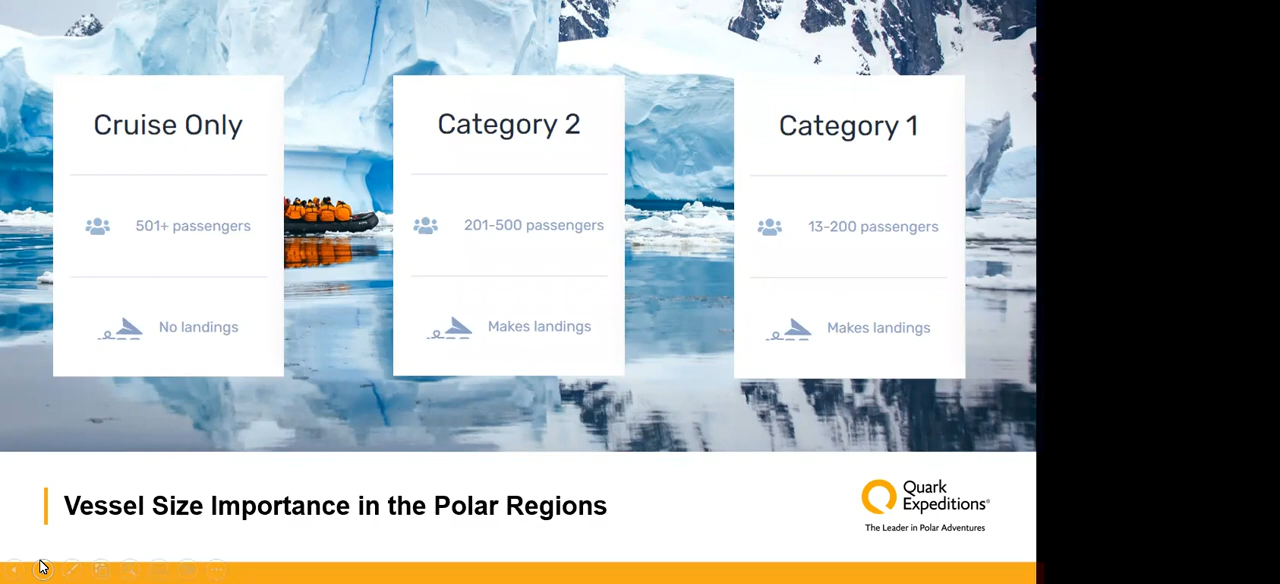 Cruise Only
501+ passengers
No landings
Category 2
201-500 passengers
Makes landings
Category 1
13-200 passengers
Makes landings
Vessel Size Importance in the Polar Regions
Quark
Expeditions®
The Leader in Polar Adventures